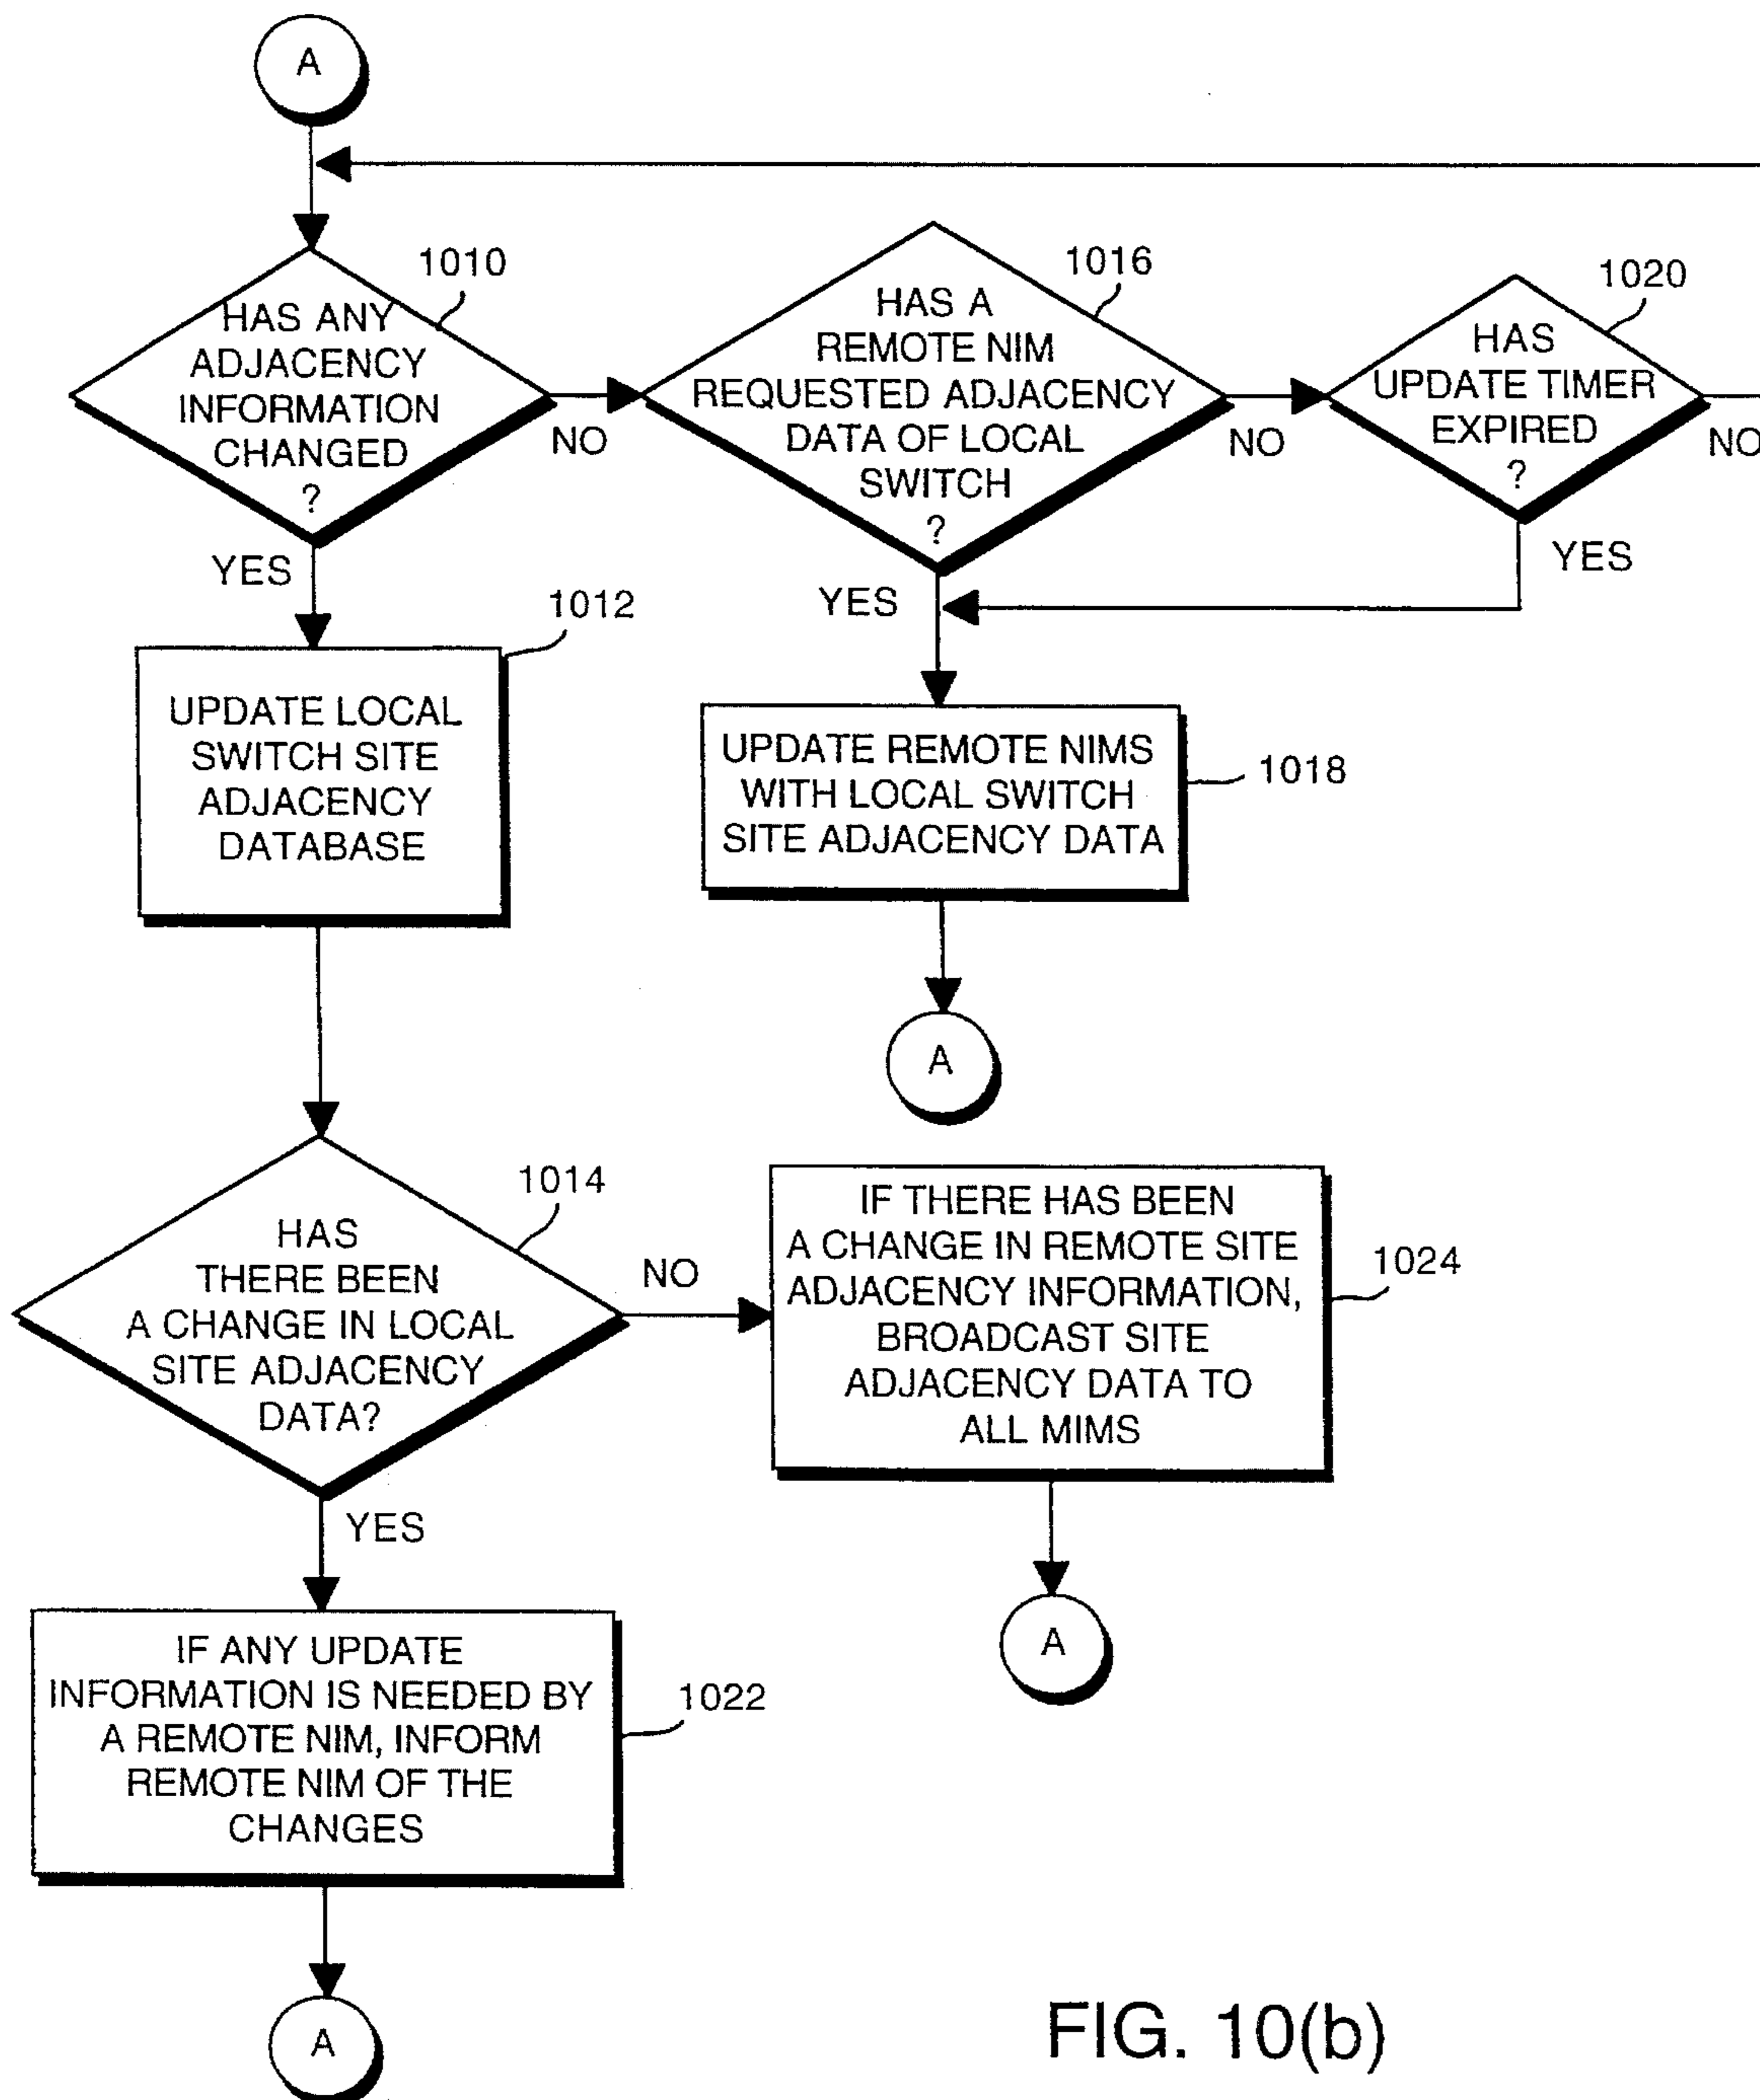 A
1010
HAS ANY
ADJACENCY
INFORMATION
CHANGED
?
NO
YES
1016
HAS A
REMOTE NIM
REQUESTED ADJACENCY
DATA OF LOCAL
SWITCH
?
NO
YES
1020
HAS
UPDATE TIMER
EXPIRED
?
NO
YES
1012
UPDATE LOCAL
SWITCH SITE
ADJACENCY
DATABASE
UPDATE REMOTE NIMS
WITH LOCAL SWITCH
SITE ADJACENCY DATA
1018
A
1014
HAS
THERE BEEN
A CHANGE IN LOCAL
SITE ADJACENCY
DATA?
NO
YES
IF THERE HAS BEEN
A CHANGE IN REMOTE SITE
ADJACENCY INFORMATION,
BROADCAST SITE
ADJACENCY DATA TO
ALL MIMS
1024
A
IF ANY UPDATE
INFORMATION IS NEEDED BY
A REMOTE NIM, INFORM
REMOTE NIM OF THE
CHANGES
1022
A
FIG. 10(b)